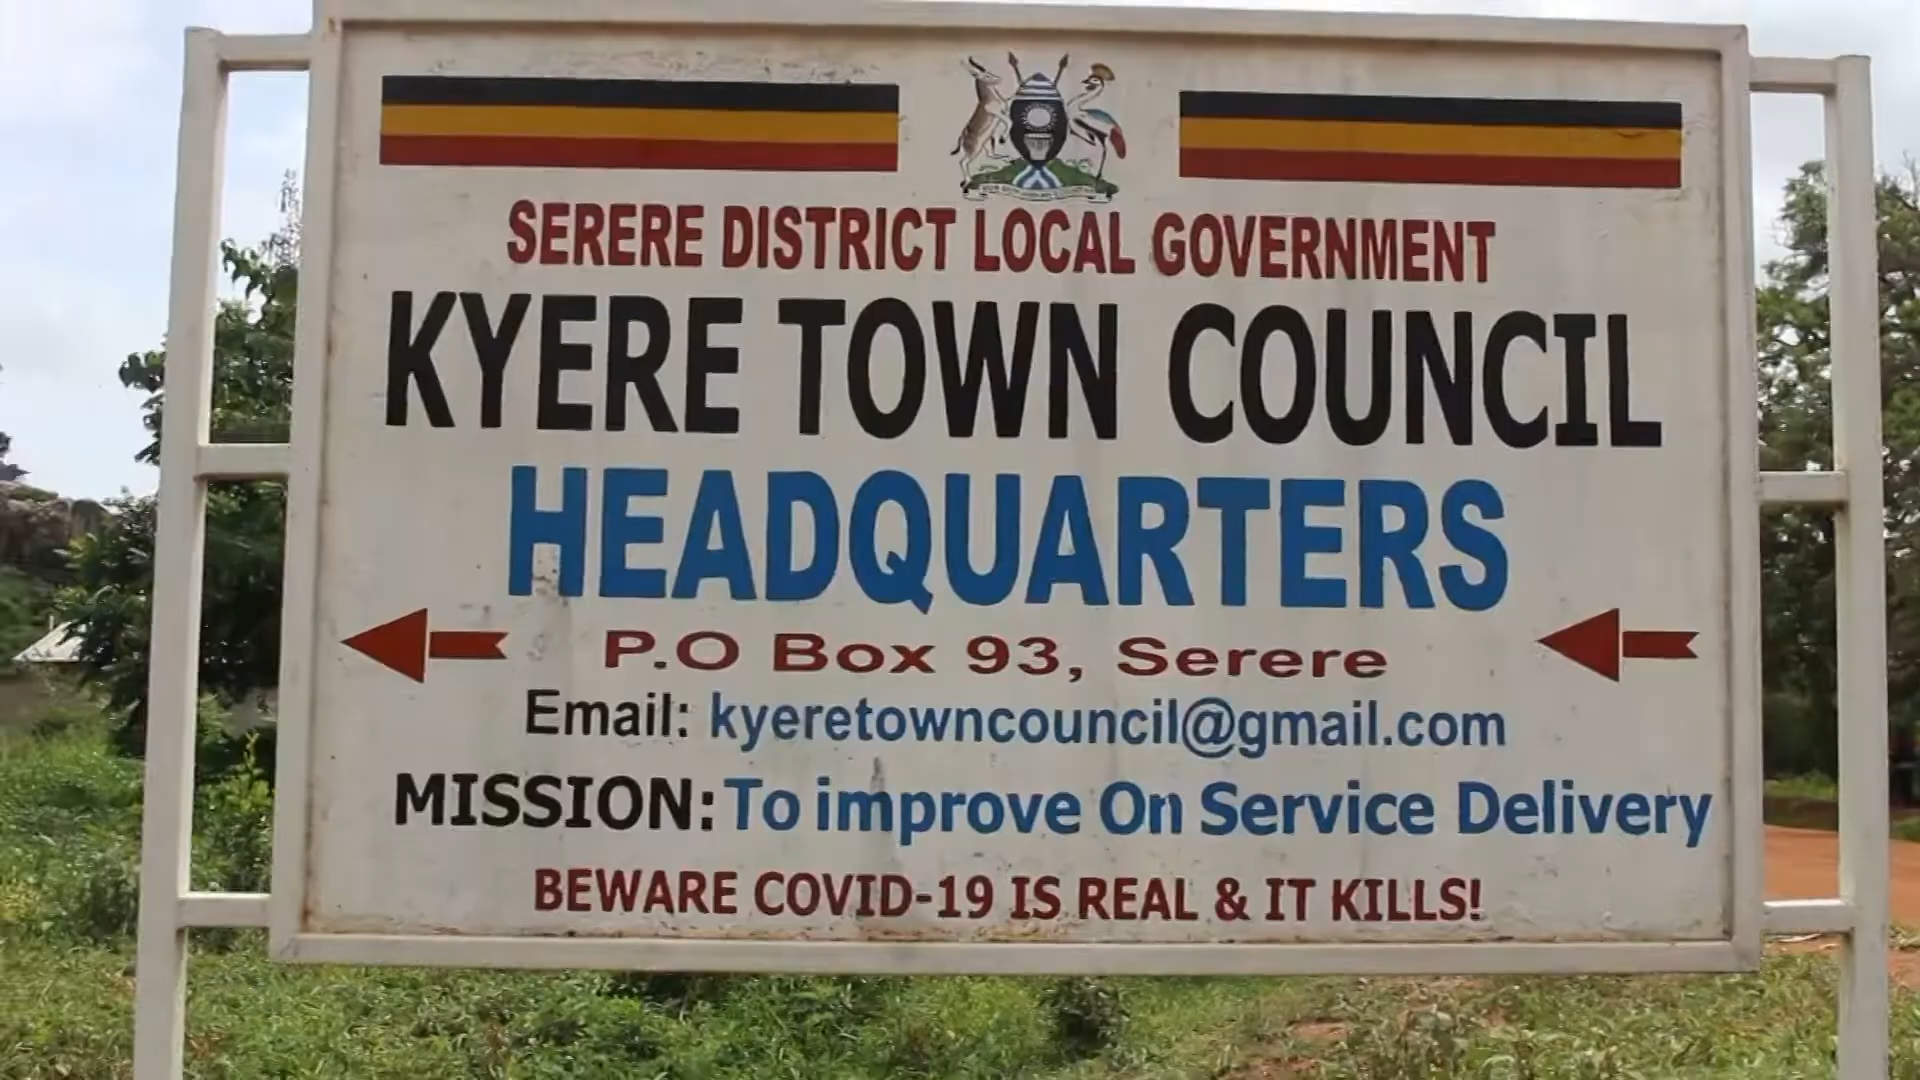 SERERE DISTRICT LOCAL GOVERNMENT
KYERE TOWN COUNCIL
HEADQUARTERS
P.O Box 93, Serere
Email: kyeretowncouncil@gmail.com
MISSION: To improve On Service Delivery
BEWARE COVID-19 IS REAL & IT KILLS!